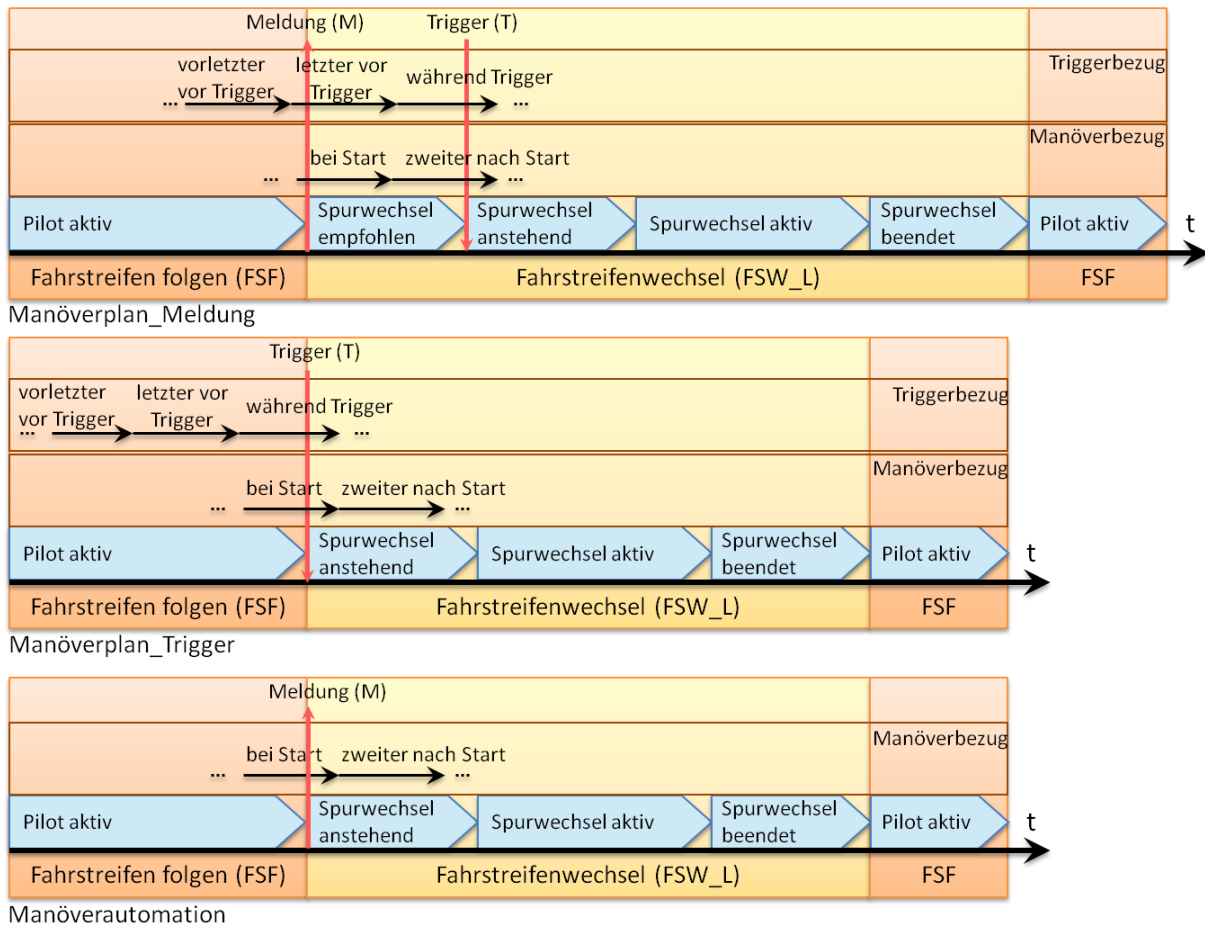 Meldung (M) Trigger (T)
Triggerbezug
vorletzter vor Trigger
letzter vor Trigger
während Trigger
...
...
Manöverbezug
bei Start zweiter nach Start
...
...
Pilot aktiv
Spurwechsel empfohlen
Spurwechsel anstehend
Spurwechsel aktiv
Spurwechsel beendet
Pilot aktiv
t
Fahrstreifen folgen (FSF) Fahrstreifenwechsel (FSW_L) FSF
Manöverplan_Meldung
Trigger (T)
Triggerbezug
vorletzter vor Trigger
letzter vor Trigger
während Trigger
...
...
Manöverbezug
bei Start zweiter nach Start
...
...
Pilot aktiv
Spurwechsel anstehend
Spurwechsel aktiv
Spurwechsel beendet
Pilot aktiv
t
Fahrstreifen folgen (FSF) Fahrstreifenwechsel (FSW_L) FSF
Manöverplan_Trigger
Meldung (M)
Manöverbezug
bei Start zweiter nach Start
...
...
Pilot aktiv
Spurwechsel anstehend
Spurwechsel aktiv
Spurwechsel beendet
Pilot aktiv
t
Fahrstreifen folgen (FSF) Fahrstreifenwechsel (FSW_L) FSF
Manöverautomation